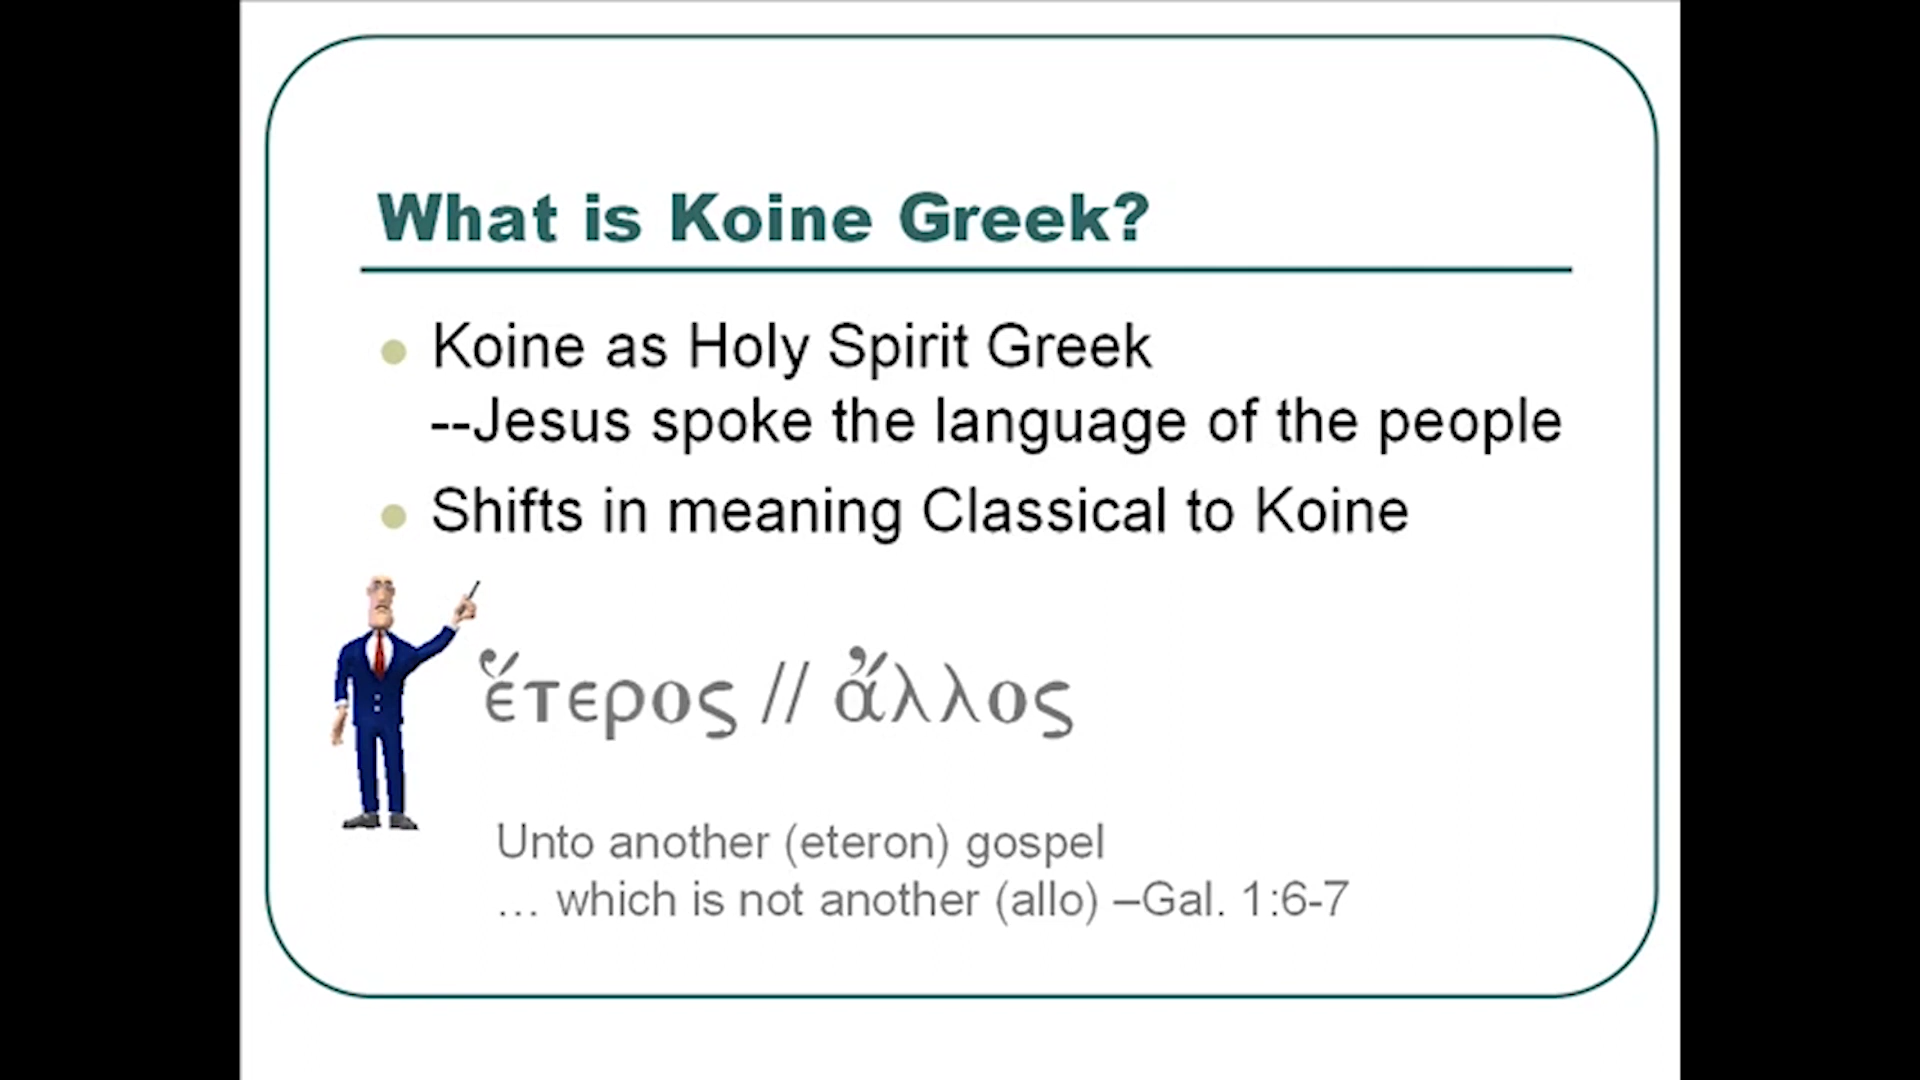 What is Koine Greek?
Koine as Holy Spirit Greek
--Jesus spoke the language of the people
Shifts in meaning Classical to Koine
ἕτερος // ἄλλος
Unto another (eteron) gospel
… which is not another (allo) –Gal. 1:6-7